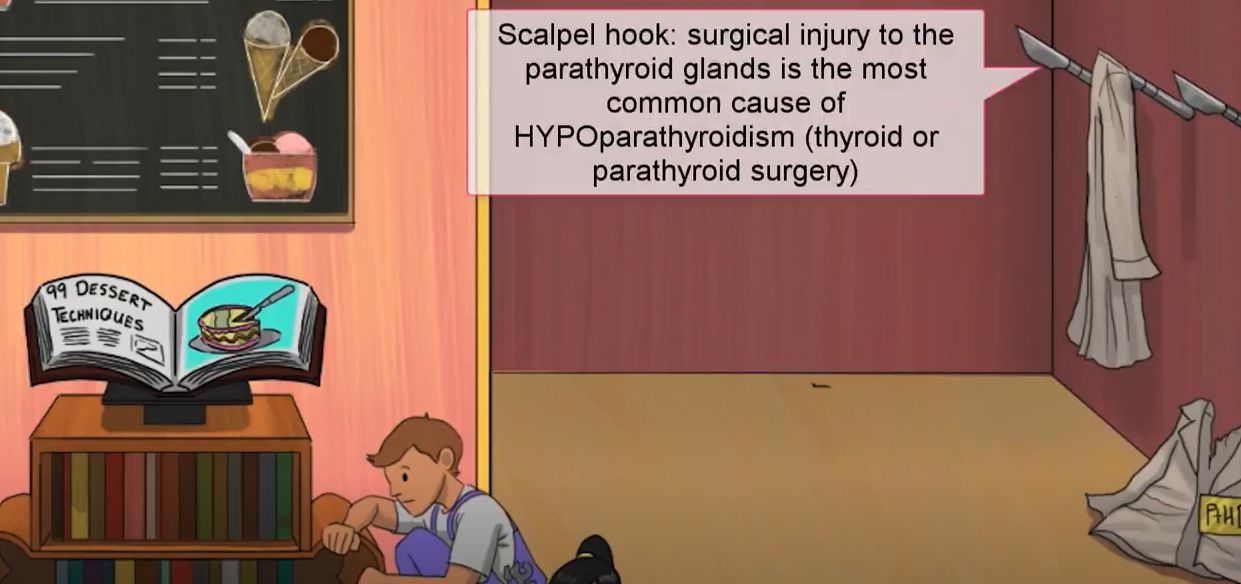 Scalpel hook: surgical injury to the
parathyroid glands is the most
common cause of
HYPOparathyroidism (thyroid or
parathyroid surgery)
99 DESSERT
TECHNIQUES